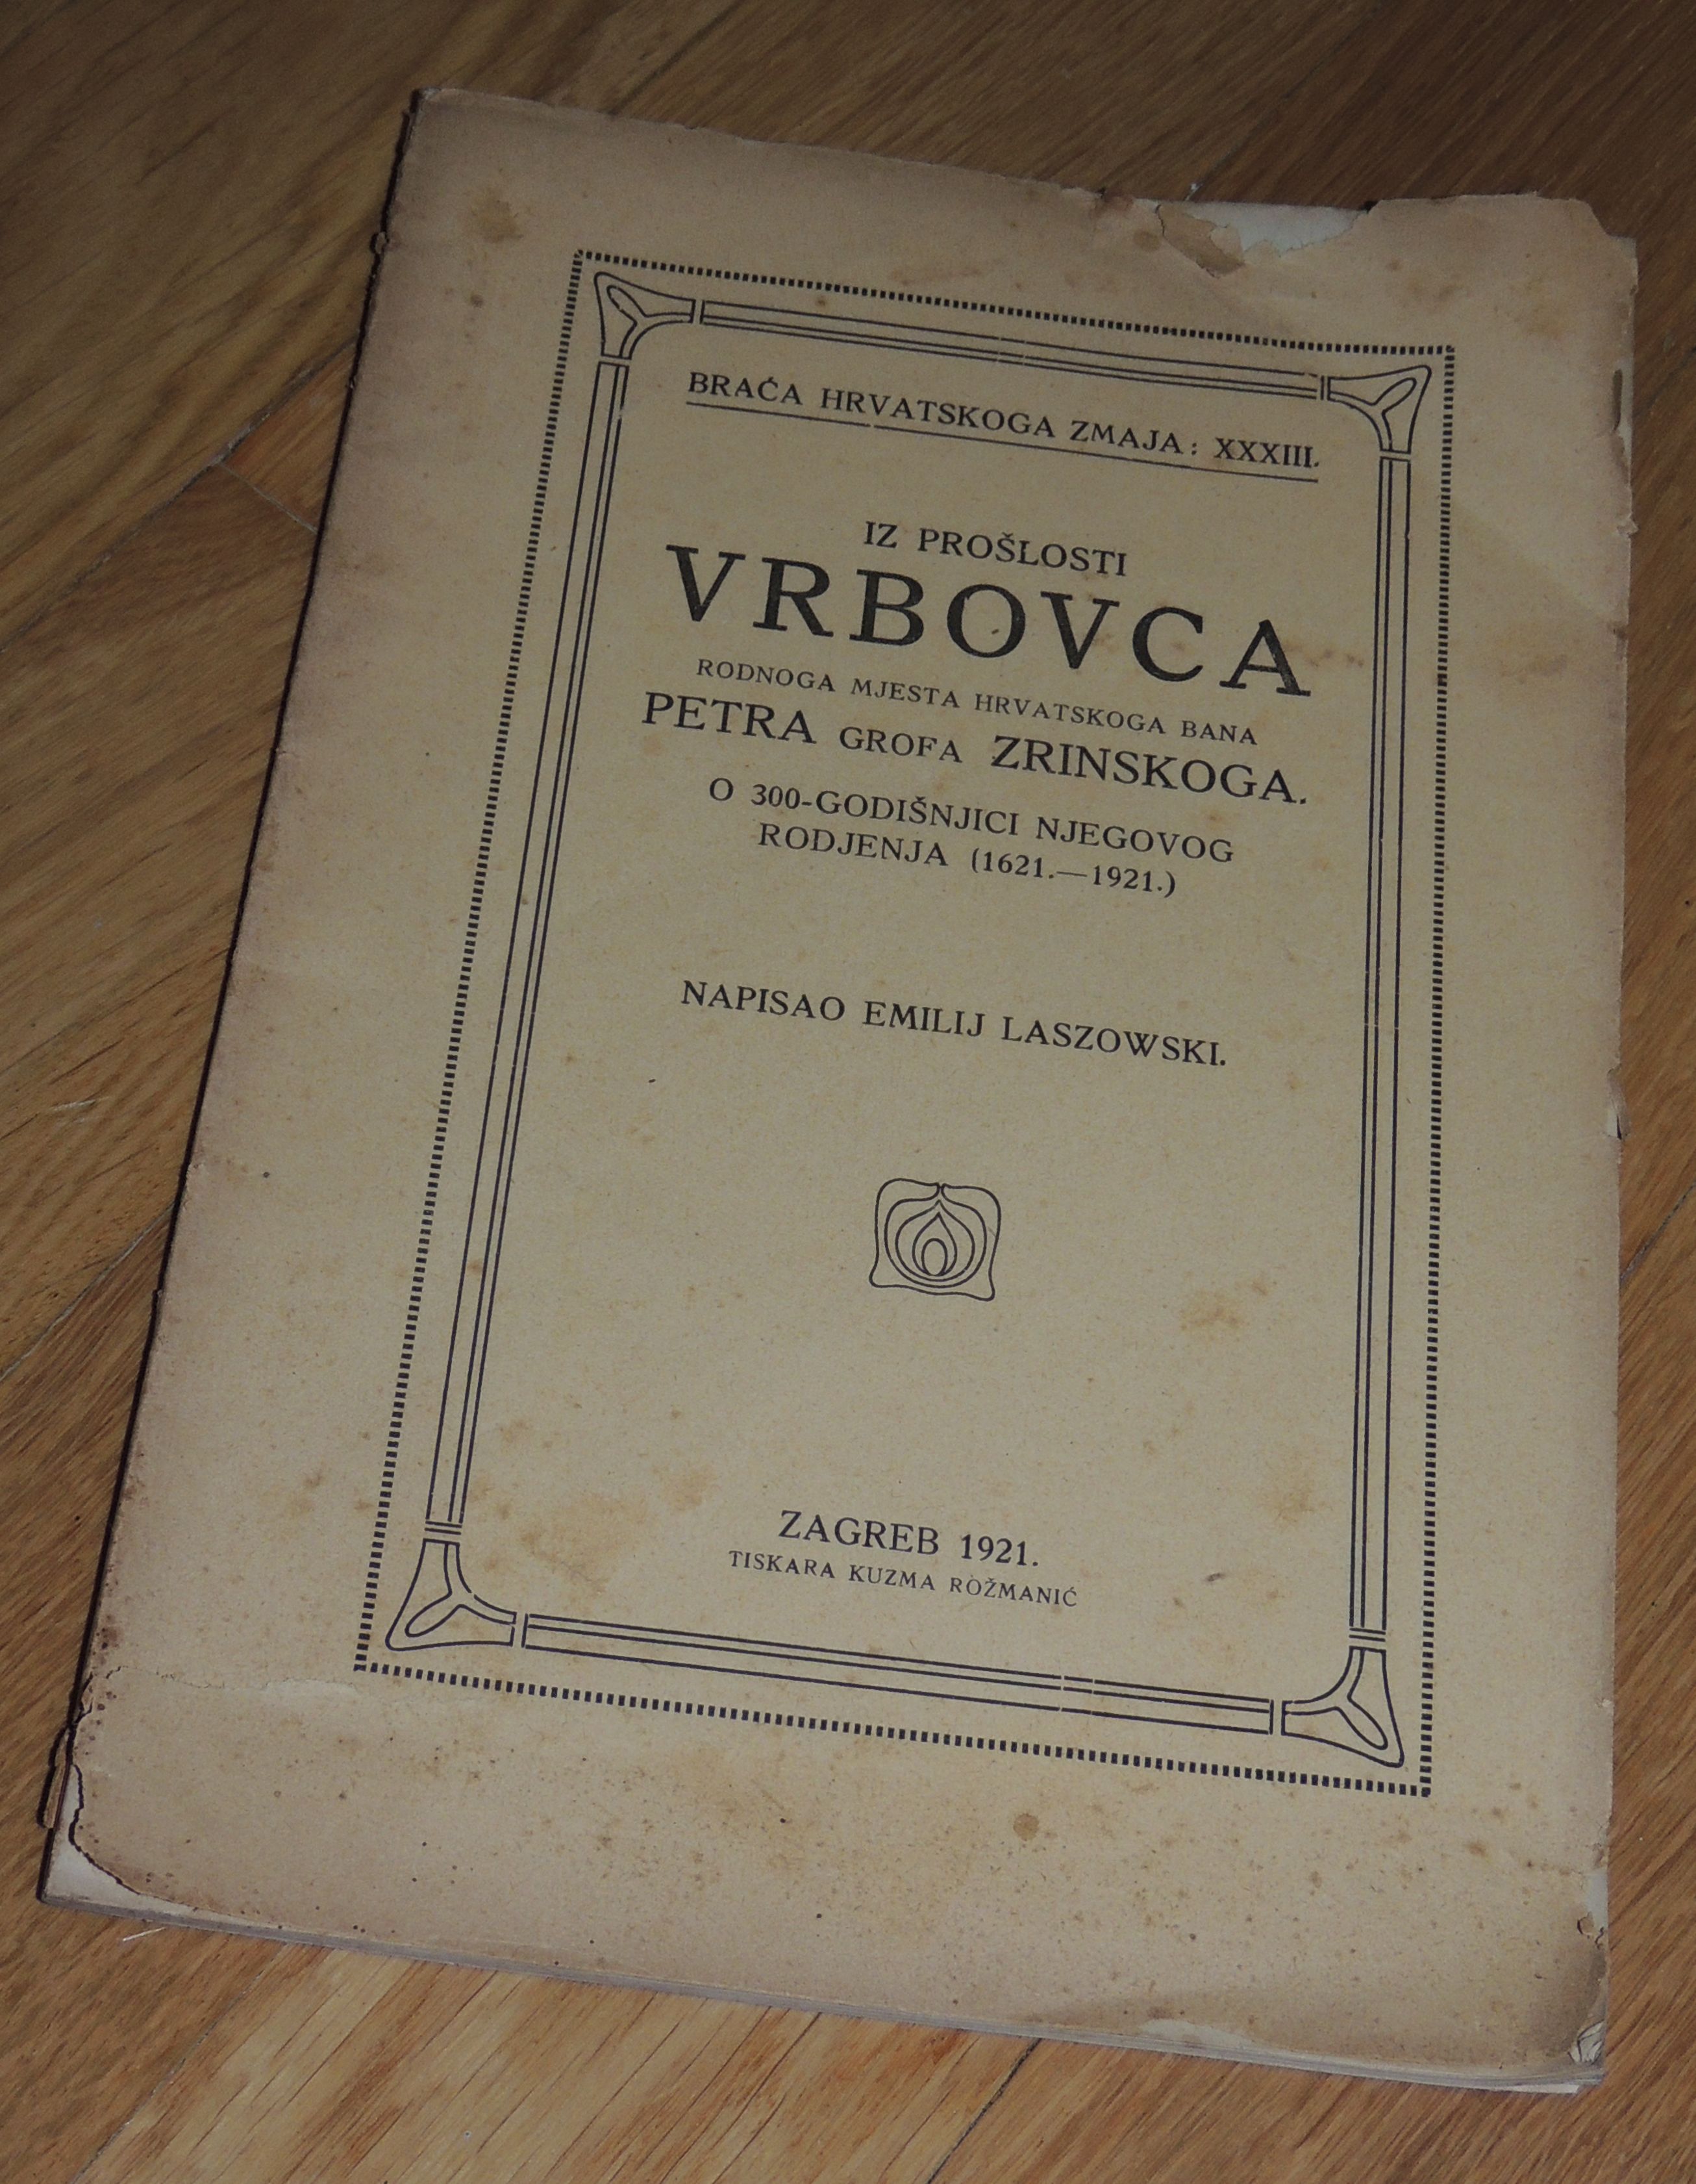 BRAĆA HRVATSKOGA ZMAJA: XXXIII.
IZ PROŠLOSTI
VRBOVCA
RODNOGA MJESTA HRVATSKOGA BANA
PETRA GROFA ZRINSKOGA.
O 300-GODIŠNJICI NJEGOVOG
RODJENJA (1621.—1921.)
NAPISAO EMILIJ LASZOWSKI.
ZAGREB 1921.
TISKARA KUZMA ROŽMANIĆ